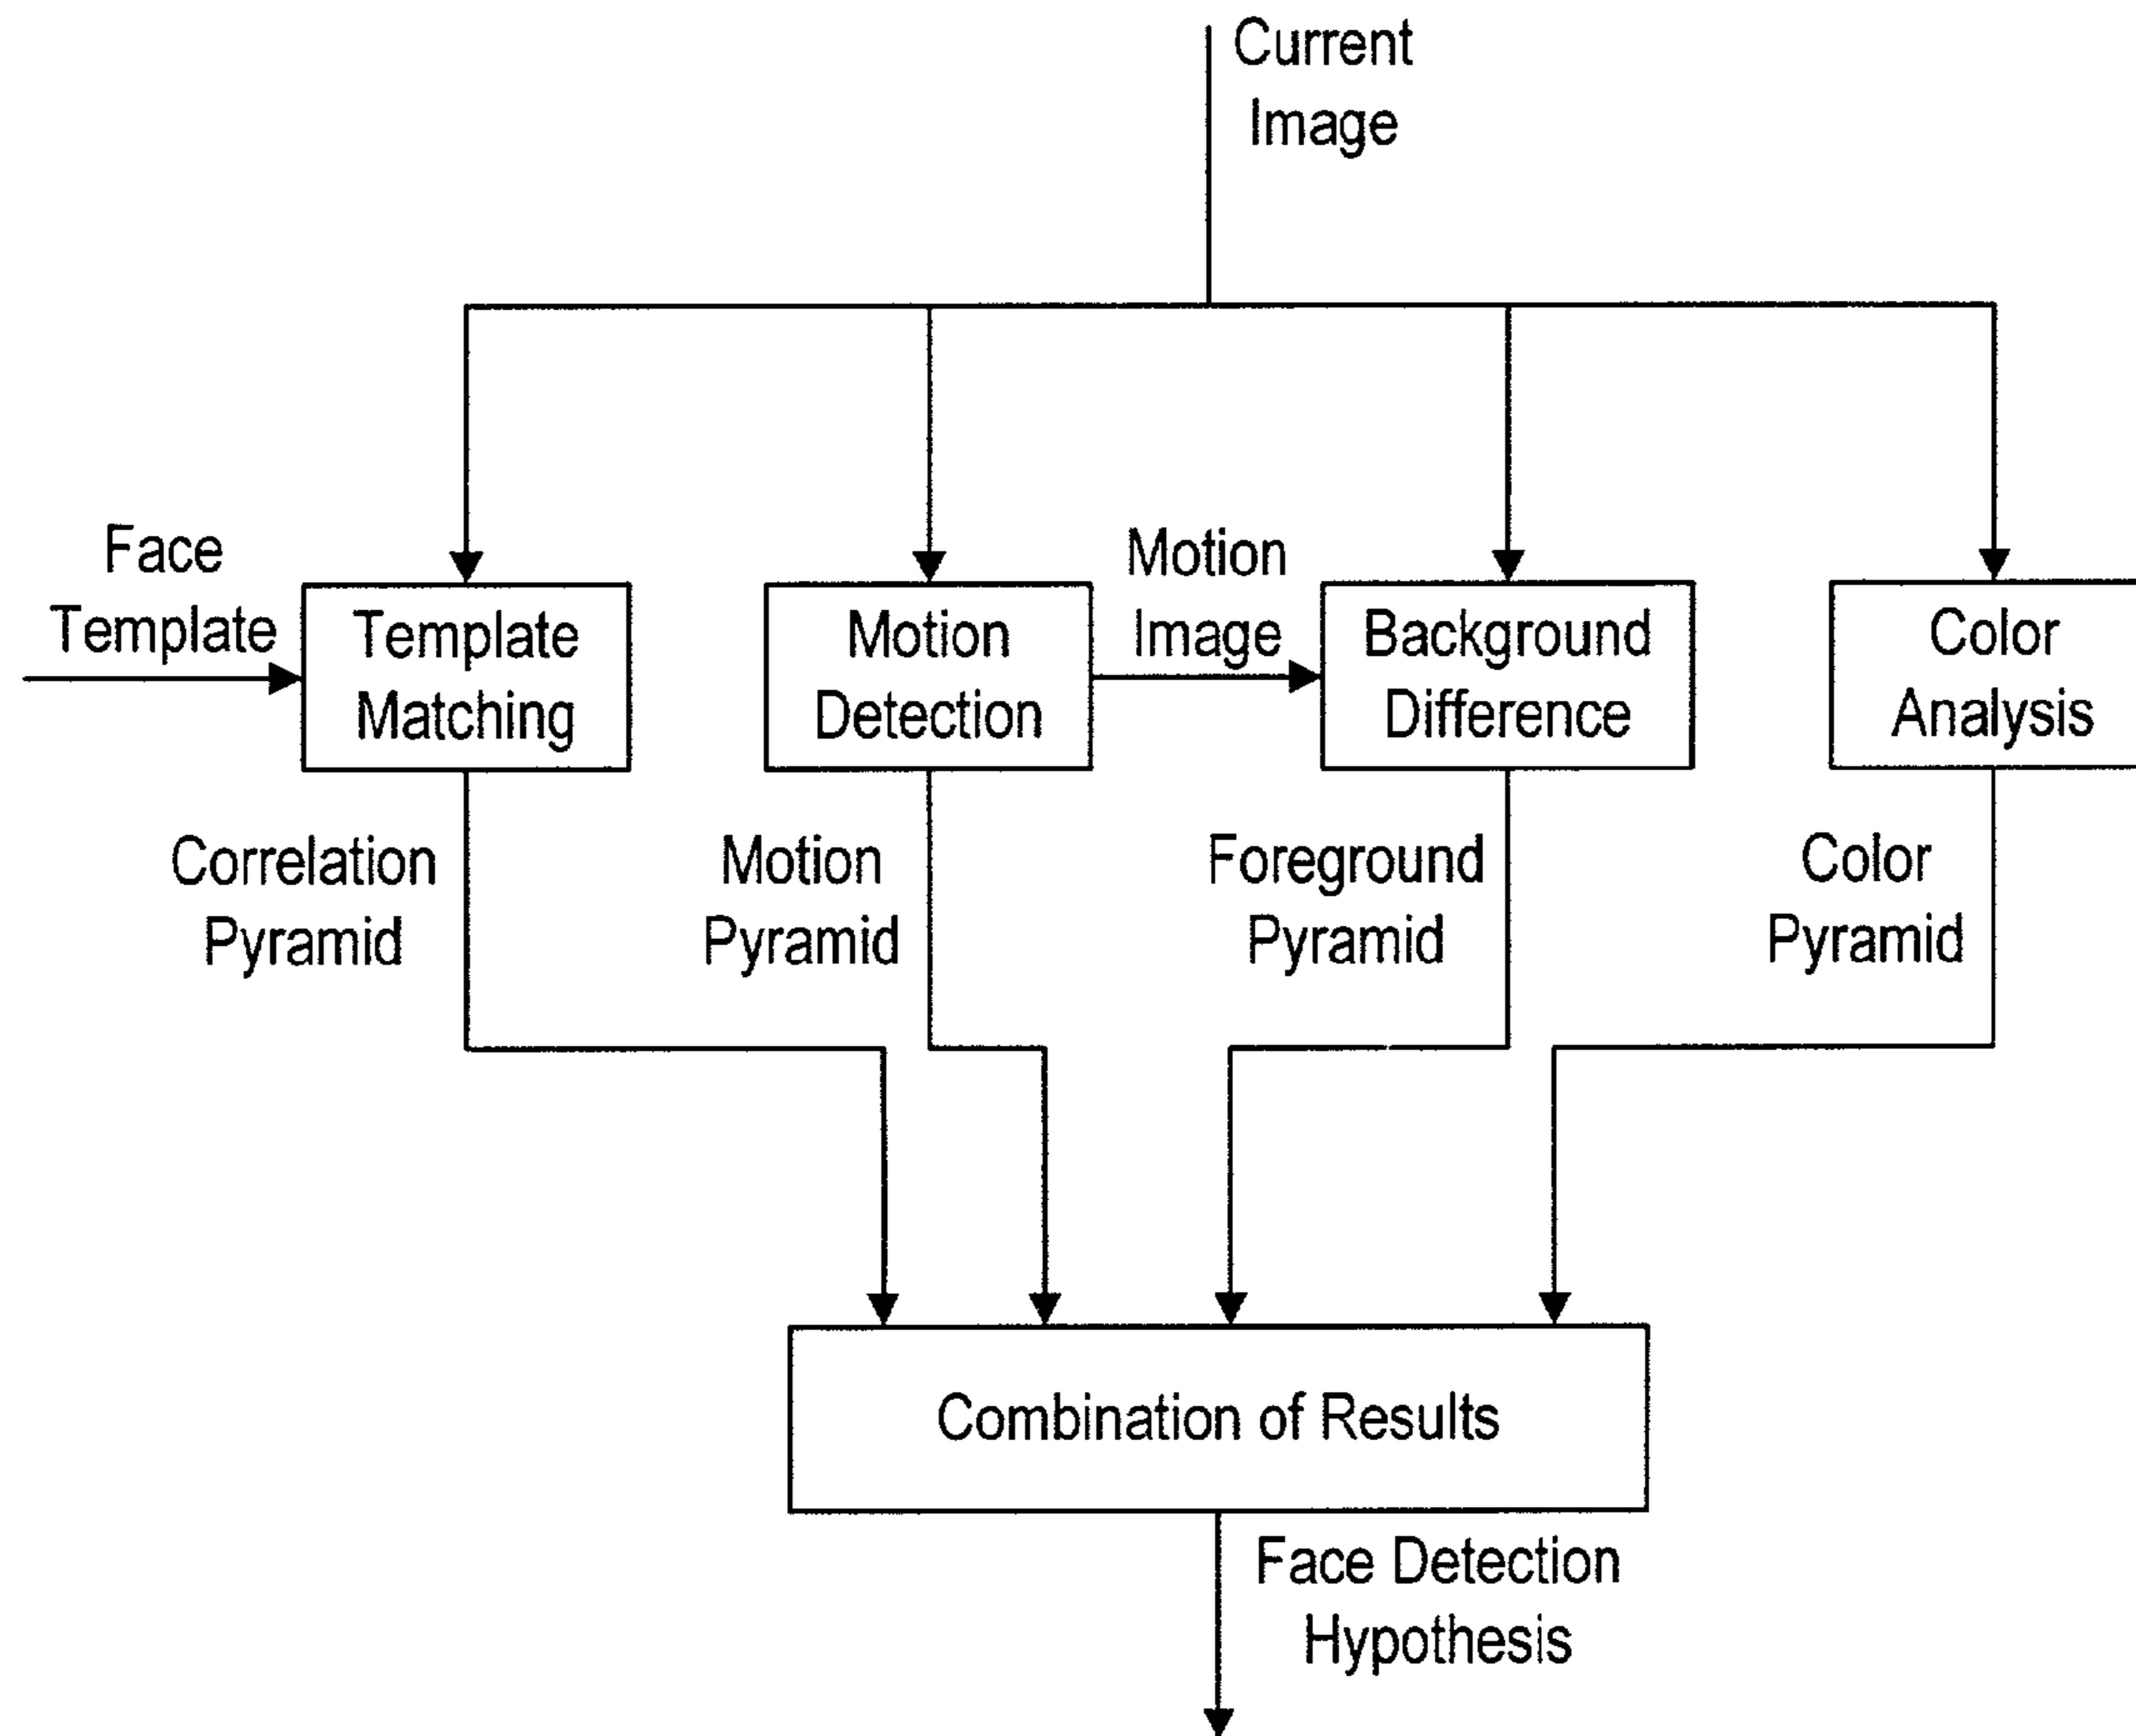 Current
Image
Face
Template
Template
Matching
Motion
Detection
Motion
Image
Background
Difference
Color
Analysis
Correlation
Pyramid
Motion
Pyramid
Foreground
Pyramid
Color
Pyramid
Combination of Results
Face Detection
Hypothesis